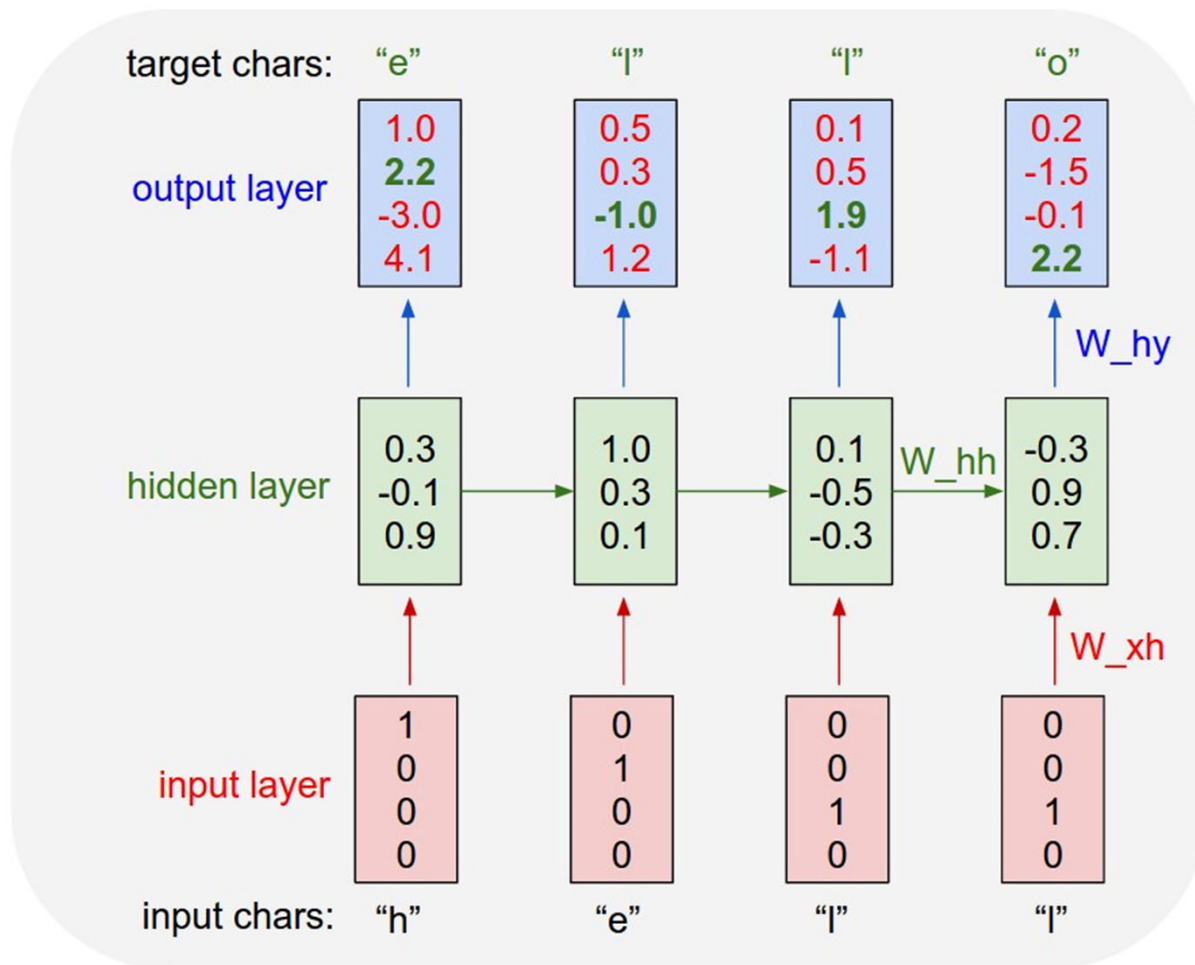 target chars: “e” “l” “l” “o”
1.0 0.5 0.1 0.2
2.2 0.3 0.5 -1.5
output layer
-3.0 -1.0 1.9 -0.1
4.1 1.2 -1.1 2.2
W_hy
0.3 1.0 0.1 -0.3
W_hh
hidden layer
-0.1 0.3 -0.5 0.9
0.9 0.1 -0.3 0.7
W_xh
1 0 0 0
0 1 0 0
input layer
0 0 1 1
0 0 0 0
input chars: “h” “e” “l” “l”